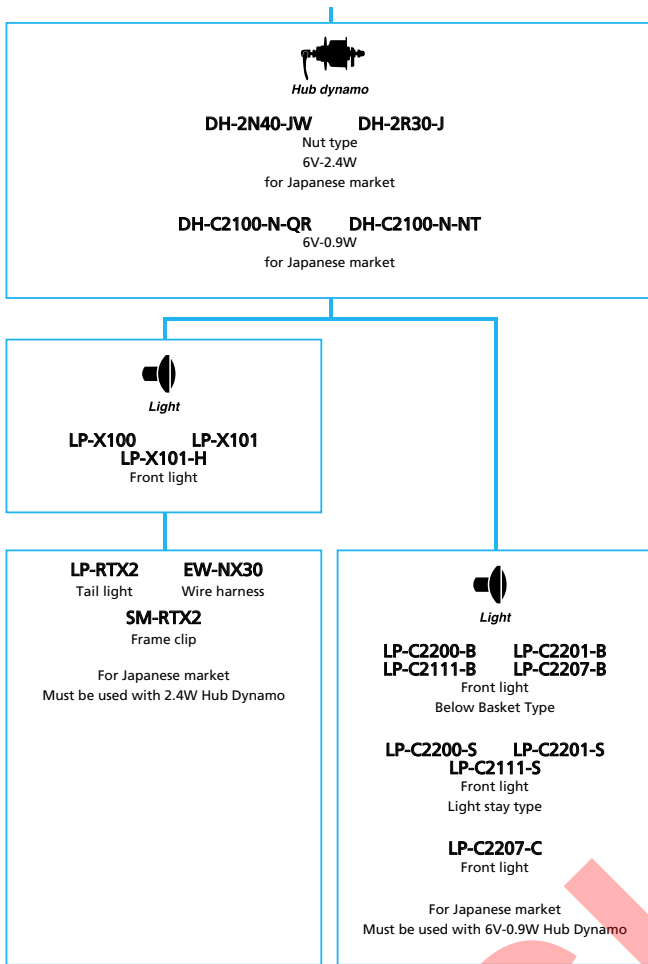 Hub dynamo
DH-2N40-JW DH-2R30-J
Nut type
6V-2.4W
for Japanese market
DH-C2100-N-QR DH-C2100-N-NT
6V-0.9W
for Japanese market
Light
LP-X100 LP-X101
LP-X101-H
Front light
LP-RTX2 EW-NX30
Tail light Wire harness
SM-RTX2
Frame clip
For Japanese market
Must be used with 2.4W Hub Dynamo
Light
LP-C2200-B LP-C2201-B
LP-C2111-B LP-C2207-B
Front light
Below Basket Type
LP-C2200-S LP-C2201-S
LP-C2111-S
Front light
Light stay type
LP-C2207-C
Front light
For Japanese market
Must be used with 6V-0.9W Hub Dynamo